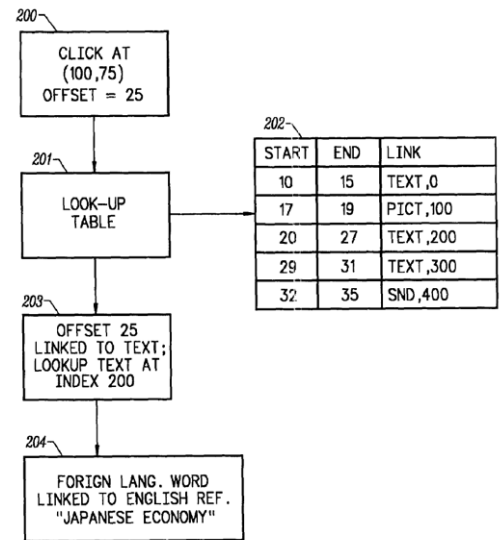 200
CLICK AT
(100,75)
OFFSET = 25
201
LOOK-UP
TABLE
202
START END LINK
10 15 TEXT,0
17 19 PICT,100
20 27 TEXT,200
29 31 TEXT,300
32 35 SND,400
203
OFFSET 25
LINKED TO TEXT;
LOOKUP TEXT AT
INDEX 200
204
FORIGN LANG. WORD
LINKED TO ENGLISH REF.
"JAPANESE ECONOMY"